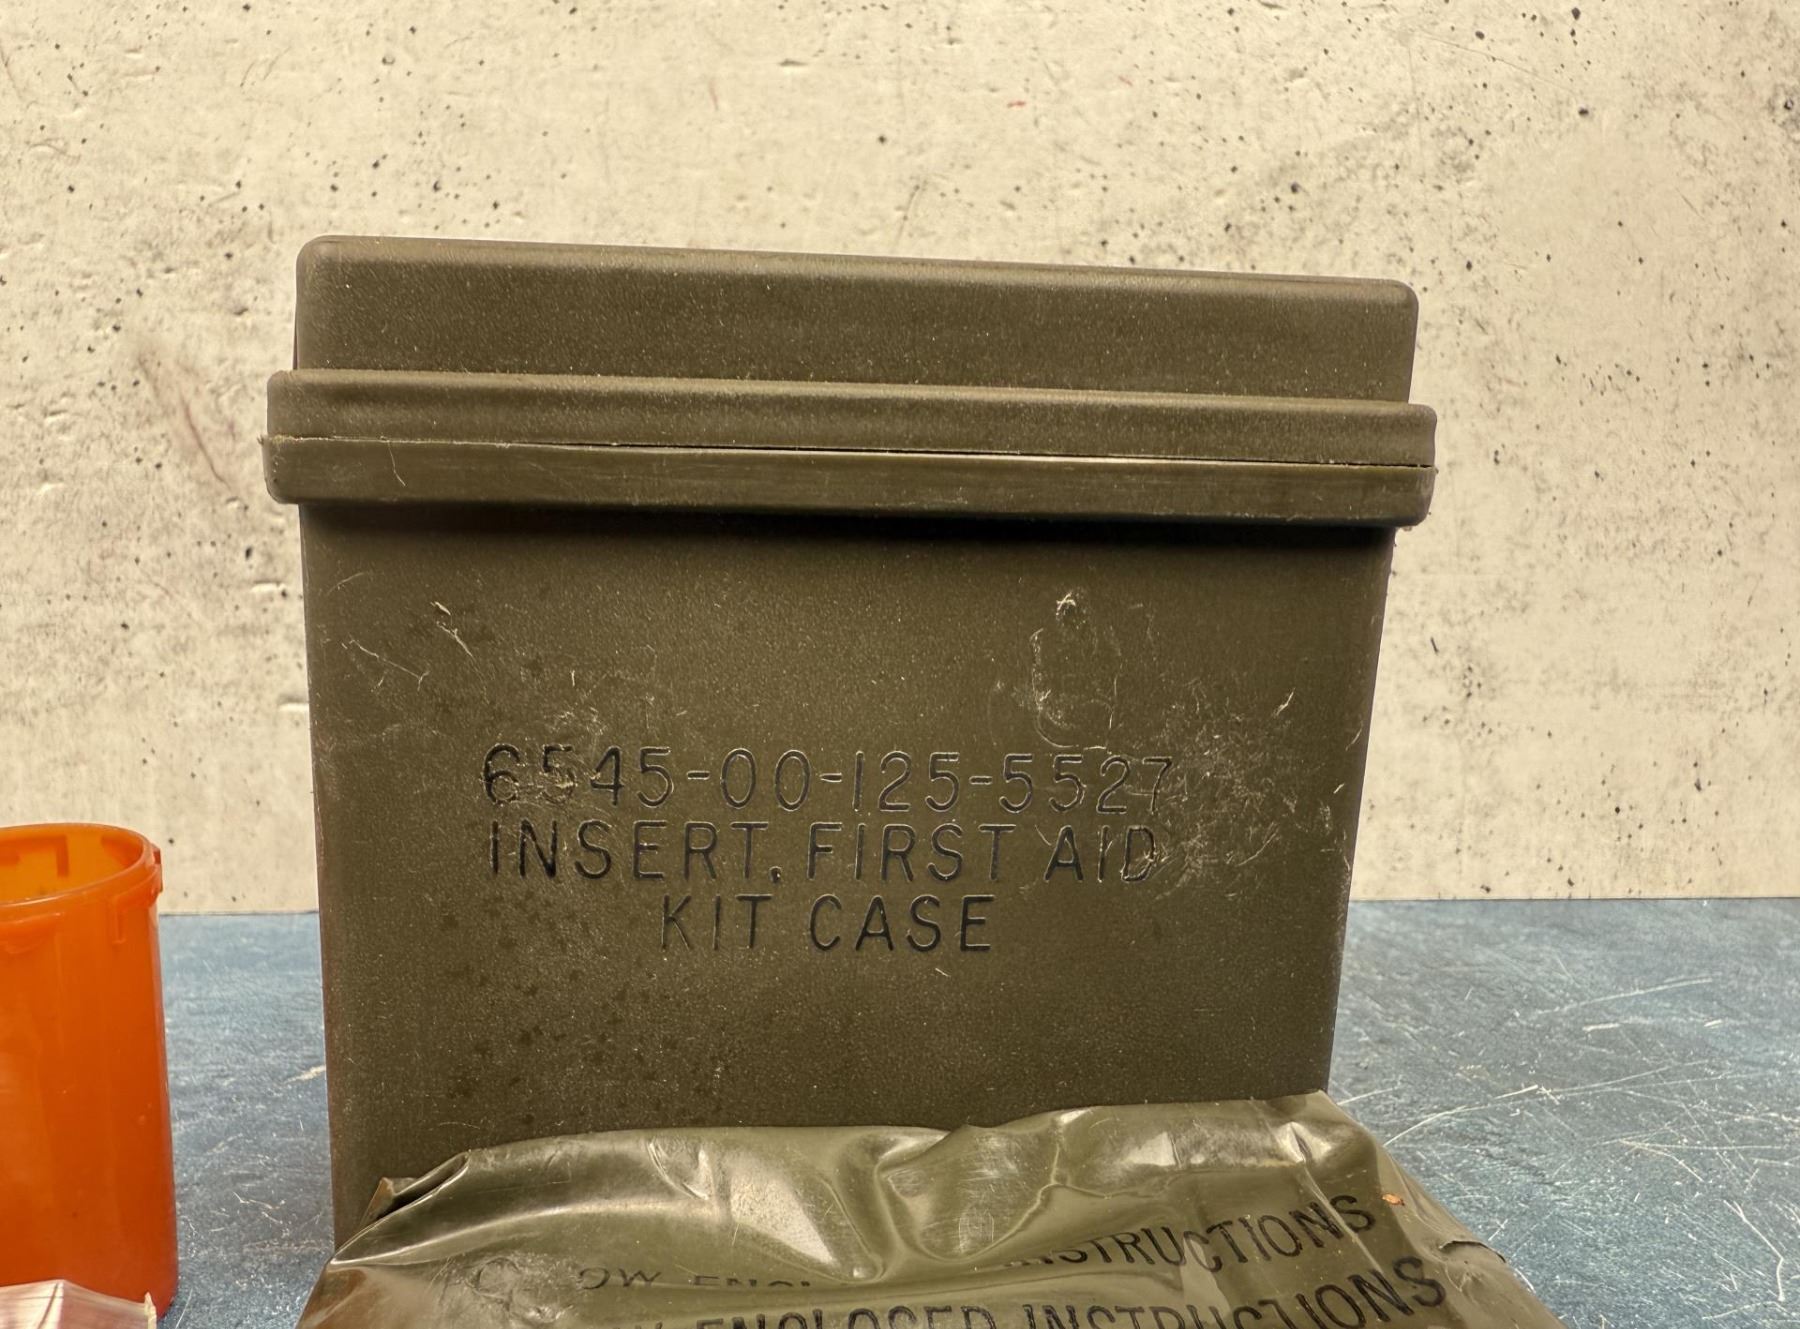 6545-00-125-5527
INSERT, FIRST AID
KIT CASE
INSTRUCTIONS
ENCLOSED INSTRUCTIONS